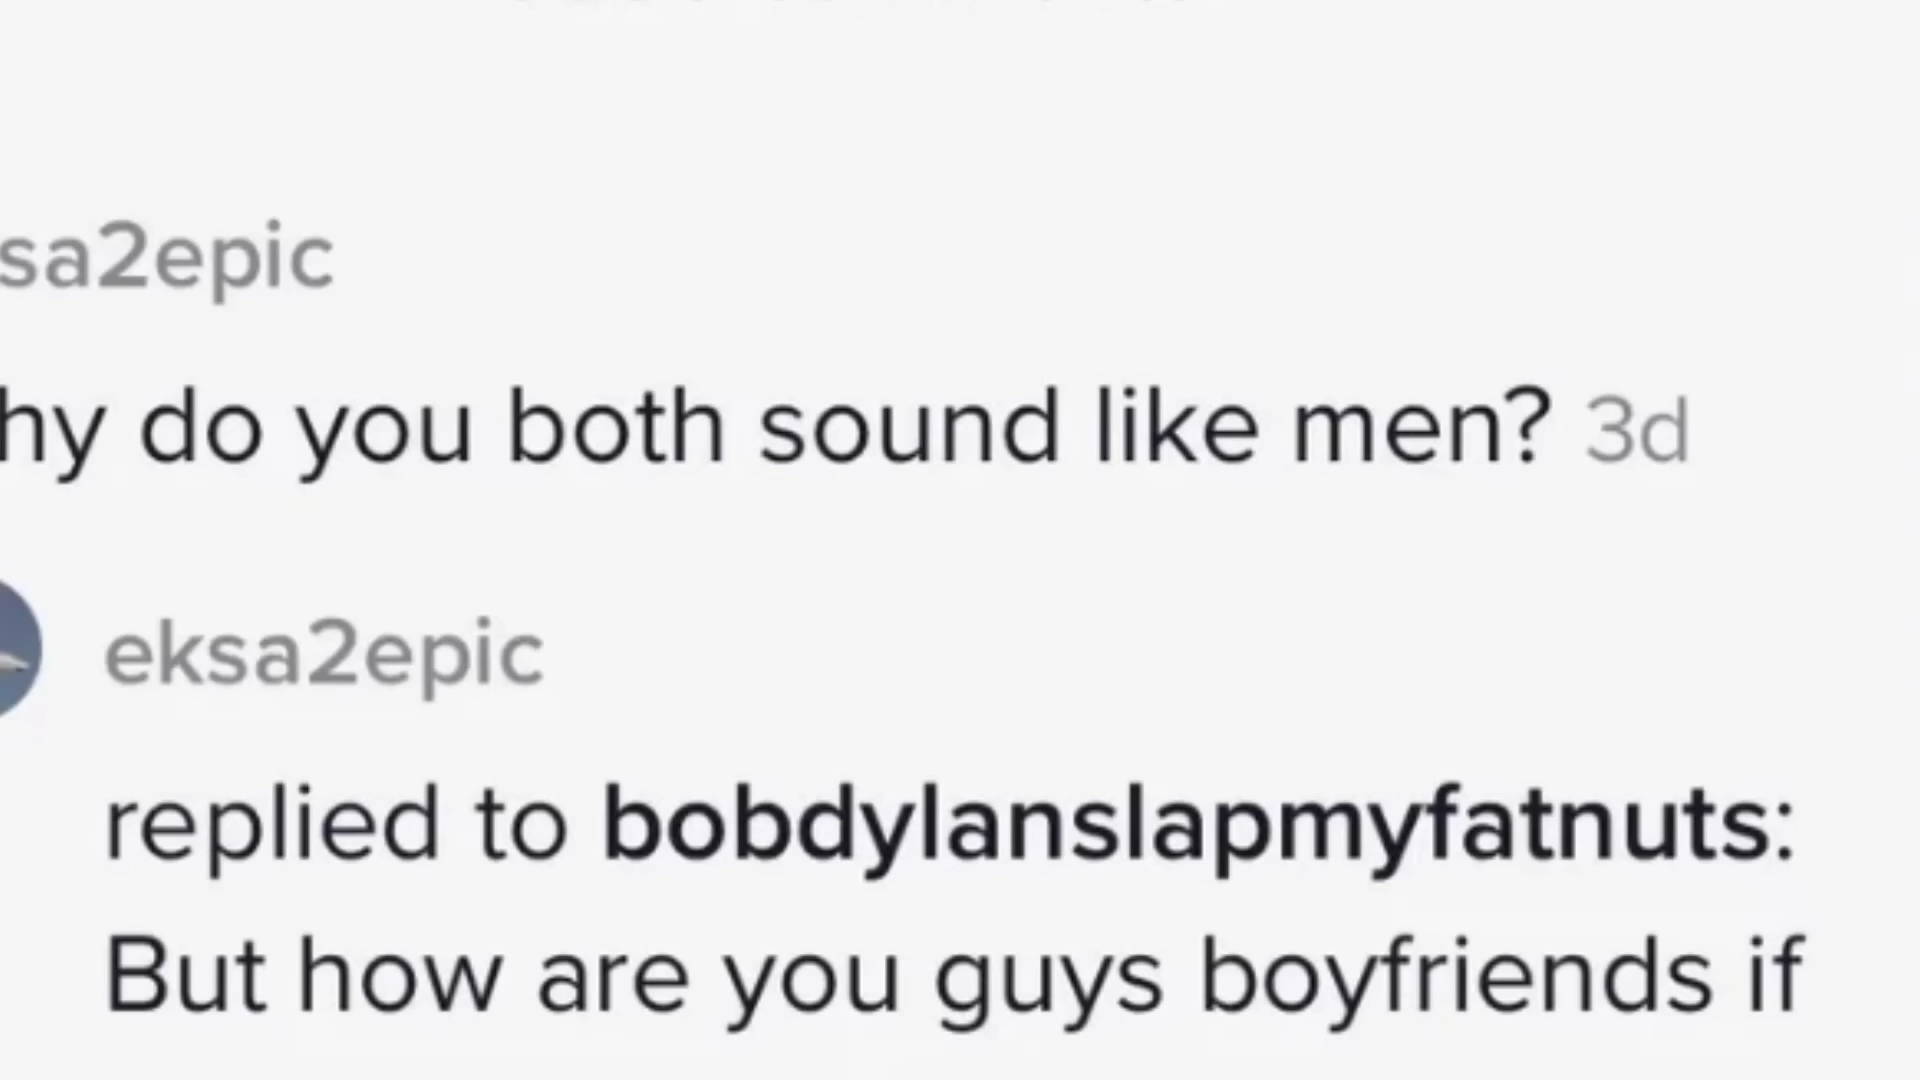 sa2epic
hy do you both sound like men? 3d
eksa2epic
replied to bobdylanslapmyfatnuts:
But how are you guys boyfriends if